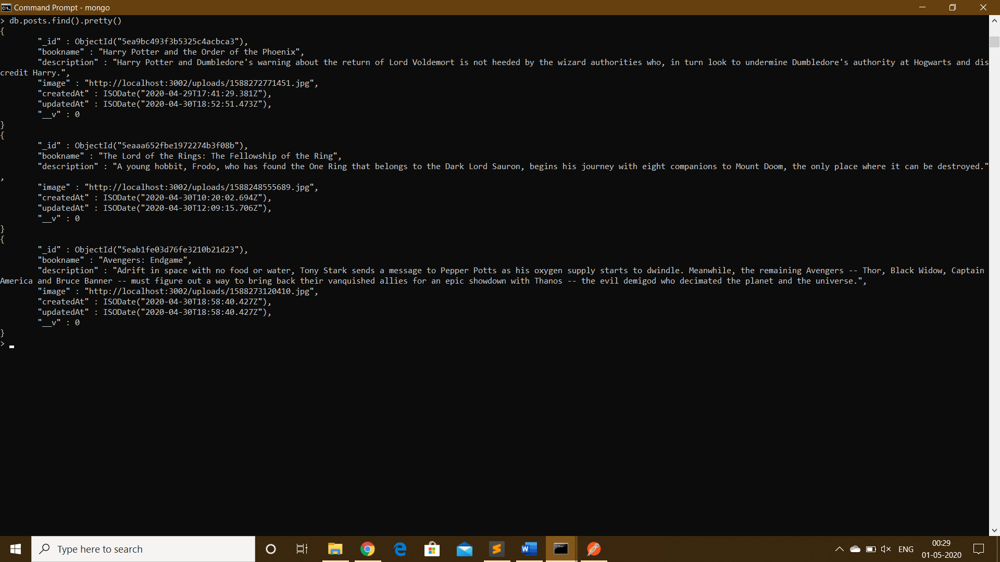 Command Prompt - mongo
> db.posts.find().pretty()
{
"_id" : ObjectId("5ea9bc493f3b5325c4acbca3"),
"bookname" : "Harry Potter and the Order of the Phoenix",
"description" : "Harry Potter and Dumbledore's warning about the return of Lord Voldemort is not heeded by the wizard authorities who, in turn look to undermine Dumbledore's authority at Hogwarts and dis
credit Harry.",
"image" : "http://localhost:3002/uploads/1588272771451.jpg",
"createdAt" : ISODate("2020-04-29T17:41:29.381Z"),
"updatedAt" : ISODate("2020-04-30T18:52:51.473Z"),
"__v" : 0
}
{
"_id" : ObjectId("5eaaa652fbe1972274b3f08b"),
"bookname" : "The Lord of the Rings: The Fellowship of the Ring",
"description" : "A young hobbit, Frodo, who has found the One Ring that belongs to the Dark Lord Sauron, begins his journey with eight companions to Mount Doom, the only place where it can be destroyed."
,
"image" : "http://localhost:3002/uploads/1588248555689.jpg",
"createdAt" : ISODate("2020-04-30T10:20:02.694Z"),
"updatedAt" : ISODate("2020-04-30T12:09:15.706Z"),
"__v" : 0
}
{
"_id" : ObjectId("5eab1fe03d76fe3210b21d23"),
"bookname" : "Avengers: Endgame",
"description" : "Adrift in space with no food or water, Tony Stark sends a message to Pepper Potts as his oxygen supply starts to dwindle. Meanwhile, the remaining Avengers -- Thor, Black Widow, Captain
America and Bruce Banner -- must figure out a way to bring back their vanquished allies for an epic showdown with Thanos -- the evil demigod who decimated the planet and the universe.",
"image" : "http://localhost:3002/uploads/1588273120410.jpg",
"createdAt" : ISODate("2020-04-30T18:58:40.427Z"),
"updatedAt" : ISODate("2020-04-30T18:58:40.427Z"),
"__v" : 0
}
>
Type here to search
ENG
00:29
01-05-2020